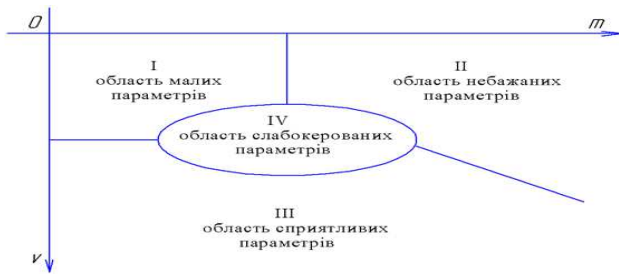 O
m
I
область малих
параметрів
II
область небажаних
параметрів
IV
область слабокерованих
параметрів
III
область сприятливих
параметрів
v